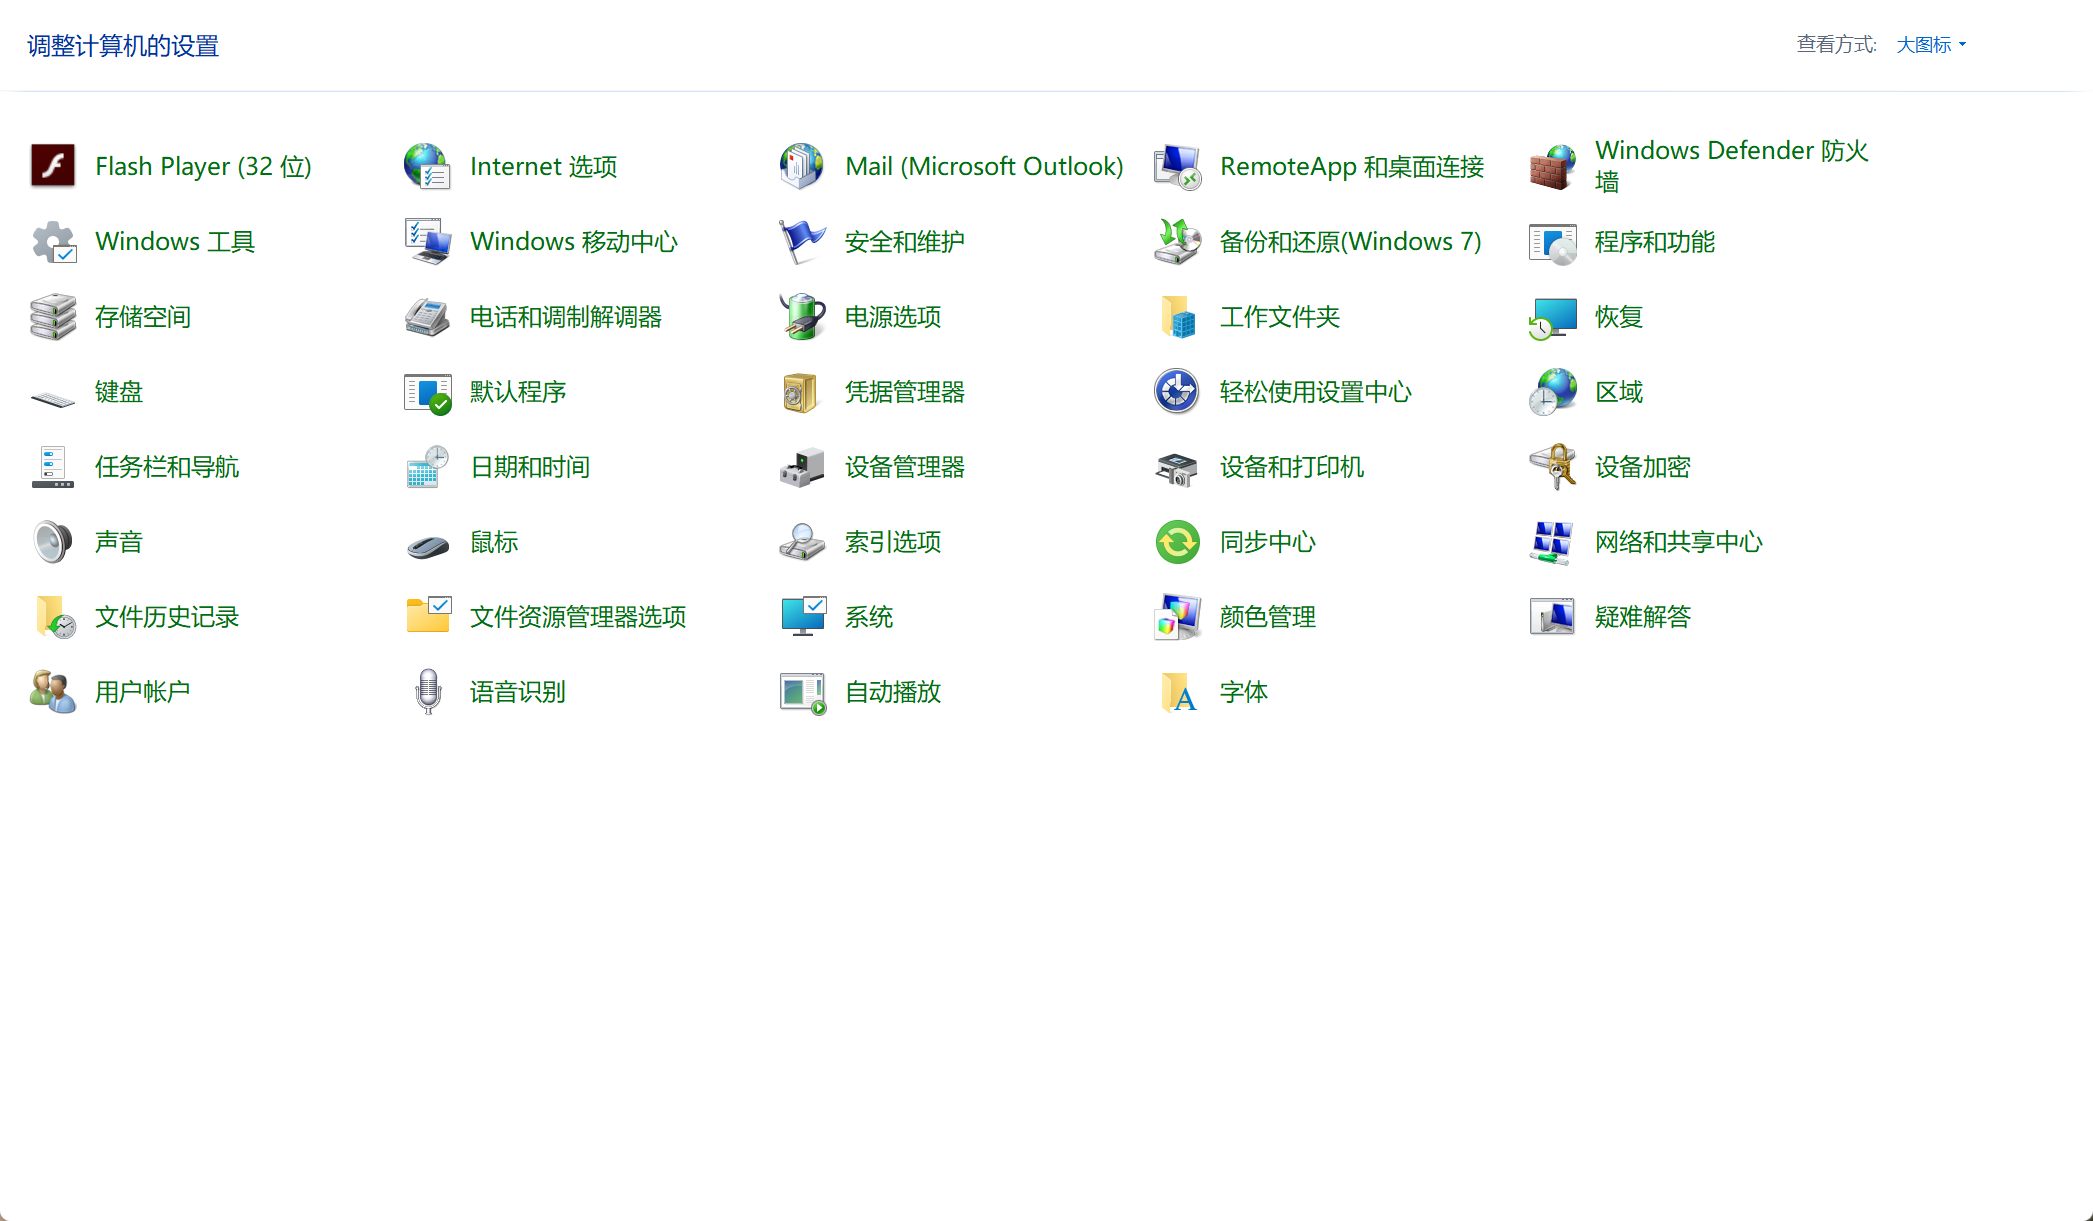 调整计算机的设置
查看方式: 大图标
Flash Player (32 位)
Internet 选项
Mail (Microsoft Outlook)
RemoteApp 和桌面连接
Windows Defender 防火
墙
Windows 工具
Windows 移动中心
安全和维护
备份和还原(Windows 7)
程序和功能
存储空间
电话和调制解调器
电源选项
工作文件夹
恢复
键盘
默认程序
凭据管理器
轻松使用设置中心
区域
任务栏和导航
日期和时间
设备管理器
设备和打印机
设备加密
声音
鼠标
索引选项
同步中心
网络和共享中心
文件历史记录
文件资源管理器选项
系统
颜色管理
疑难解答
用户帐户
语音识别
自动播放
字体